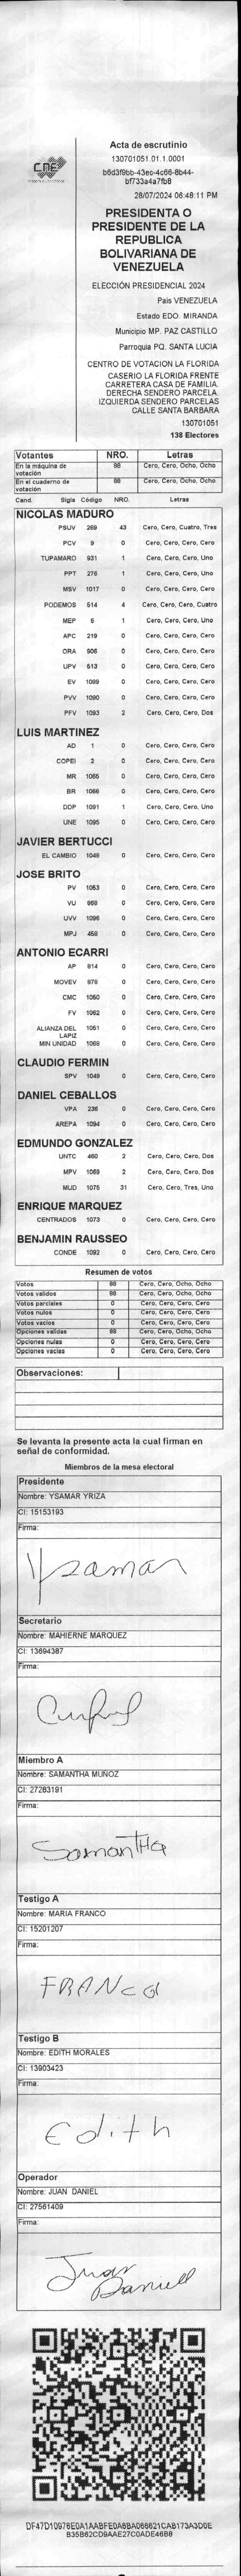 CNE
Acta de escrutinio
130701051.01.1.0001
b6d3f9bb-43ec-4c66-8b44-
bf733a4a7fb8
28/07/2024 06:48:11 PM
PRESIDENTA O
PRESIDENTE DE LA
REPUBLICA
BOLIVARIANA DE
VENEZUELA
ELECCIÓN PRESIDENCIAL 2024
Pais VENEZUELA
Estado EDO. MIRANDA
Municipio MP. PAZ CASTILLO
Parroquia PQ. SANTA LUCIA
CENTRO DE VOTACION LA FLORIDA
CASERIO LA FLORIDA FRENTE
CARRETERA CASA DE FAMILIA.
DERECHA SENDERO PARCELA.
IZQUIERDA SENDERO PARCELAS
CALLE SANTA BARBARA
130701051
138 Electores
Votantes NRO. Letras
En la máquina de votación 88 Cero, Cero, Ocho, Ocho
En el cuaderno de votación 88 Cero, Cero, Ocho, Ocho
Cand. Sigla Código NRO. Letras
NICOLAS MADURO
PSUV 269 43 Cero, Cero, Cuatro, Tres
PCV 9 0 Cero, Cero, Cero, Cero
TUPAMARO 931 1 Cero, Cero, Cero, Uno
PPT 276 1 Cero, Cero, Cero, Uno
MSV 1017 0 Cero, Cero, Cero, Cero
PODEMOS 514 4 Cero, Cero, Cero, Cuatro
MEP 5 1 Cero, Cero, Cero, Uno
APC 219 0 Cero, Cero, Cero, Cero
ORA 906 0 Cero, Cero, Cero, Cero
UPV 513 0 Cero, Cero, Cero, Cero
EV 1089 0 Cero, Cero, Cero, Cero
PVV 1090 0 Cero, Cero, Cero, Cero
PFV 1093 2 Cero, Cero, Cero, Dos
LUIS MARTINEZ
AD 1 0 Cero, Cero, Cero, Cero
COPEI 2 0 Cero, Cero, Cero, Cero
MR 1065 0 Cero, Cero, Cero, Cero
BR 1066 0 Cero, Cero, Cero, Cero
DDP 1091 1 Cero, Cero, Cero, Uno
UNE 1095 0 Cero, Cero, Cero, Cero
JAVIER BERTUCCI
EL CAMBIO 1048 0 Cero, Cero, Cero, Cero
JOSE BRITO
PV 1053 0 Cero, Cero, Cero, Cero
VU 868 0 Cero, Cero, Cero, Cero
UVV 1096 0 Cero, Cero, Cero, Cero
MPJ 458 0 Cero, Cero, Cero, Cero
ANTONIO ECARRI
AP 814 0 Cero, Cero, Cero, Cero
MOVEV 978 0 Cero, Cero, Cero, Cero
CMC 1050 0 Cero, Cero, Cero, Cero
FV 1062 0 Cero, Cero, Cero, Cero
ALIANZA DEL LAPIZ 1051 0 Cero, Cero, Cero, Cero
MIN UNIDAD 1069 0 Cero, Cero, Cero, Cero
CLAUDIO FERMIN
SPV 1049 0 Cero, Cero, Cero, Cero
DANIEL CEBALLOS
VPA 236 0 Cero, Cero, Cero, Cero
AREPA 1094 0 Cero, Cero, Cero, Cero
EDMUNDO GONZALEZ
UNTC 460 2 Cero, Cero, Cero, Dos
MPV 1069 2 Cero, Cero, Cero, Dos
MUD 1075 31 Cero, Cero, Tres, Uno
ENRIQUE MARQUEZ
CENTRADOS 1073 0 Cero, Cero, Cero, Cero
BENJAMIN RAUSSEO
CONDE 1092 0 Cero, Cero, Cero, Cero
Resumen de votos
Votos 88 Cero, Cero, Ocho, Ocho
Votos validos 88 Cero, Cero, Ocho, Ocho
Votos parciales 0 Cero, Cero, Cero, Cero
Votos nulos 0 Cero, Cero, Cero, Cero
Votos vacios 0 Cero, Cero, Cero, Cero
Opciones validas 88 Cero, Cero, Ocho, Ocho
Opciones nulas 0 Cero, Cero, Cero, Cero
Opciones vacias 0 Cero, Cero, Cero, Cero
Observaciones:
Se levanta la presente acta la cual firman en
señal de conformidad.
Miembros de la mesa electoral
Presidente
Nombre: YSAMAR YRIZA
CI: 15153193
Firma:
Ysamar
Secretario
Nombre: MAHIERNE MARQUEZ
CI: 13694387
Firma:
Miembro A
Nombre: SAMANTHA MUÑOZ
CI: 27283191
Firma:
Samantha
Testigo A
Nombre: MARIA FRANCO
CI: 15201207
Firma:
FRANCO
Testigo B
Nombre: EDITH MORALES
CI: 13903423
Firma:
Edith
Operador
Nombre: JUAN DANIEL
CI: 27561409
Firma:
Juan
Daniel
DF47D10976E0A1AABFE0A6BA066621CAB173A3D0E
B35B62CD9AAE27C0ADE46B8